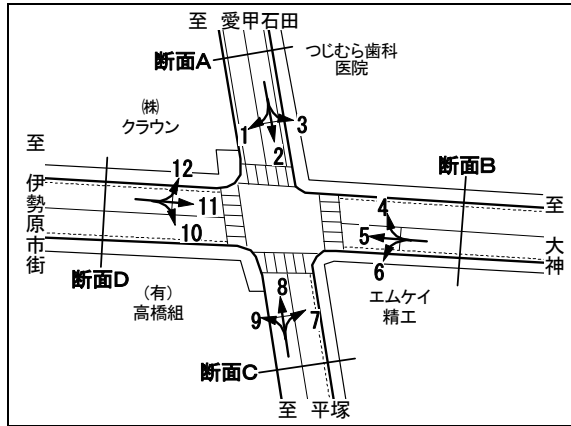 至 愛甲石田
断面A
つじむら歯科
医院
㈱
クラウン
1
2
3
断面B
至
伊
勢
原
市
街
12
11
10
4
5
6
至
大
神
断面D
(有)
高橋組
エムケイ
精工
8
9
7
断面C
至 平塚